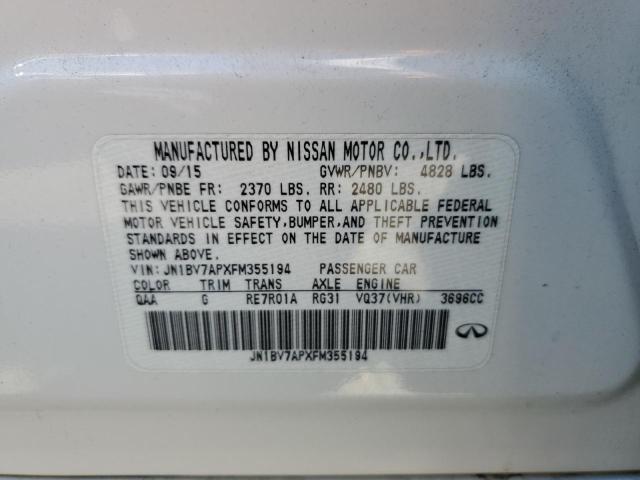 MANUFACTURED BY NISSAN MOTOR CO.,LTD.
DATE: 09/15 GVWR/PNBV: 4828 LBS.
GAWR/PNBE FR: 2370 LBS. RR: 2480 LBS.
THIS VEHICLE CONFORMS TO ALL APPLICABLE FEDERAL
MOTOR VEHICLE SAFETY,BUMPER,AND THEFT PREVENTION
STANDARDS IN EFFECT ON THE DATE OF MANUFACTURE
SHOWN ABOVE.
VIN: JN1BV7APXFM355194 PASSENGER CAR
COLOR TRIM TRANS AXLE ENGINE
QAA G RE7R01A RG31 VQ37(VHR) 3696CC
JN1BV7APXFM355194